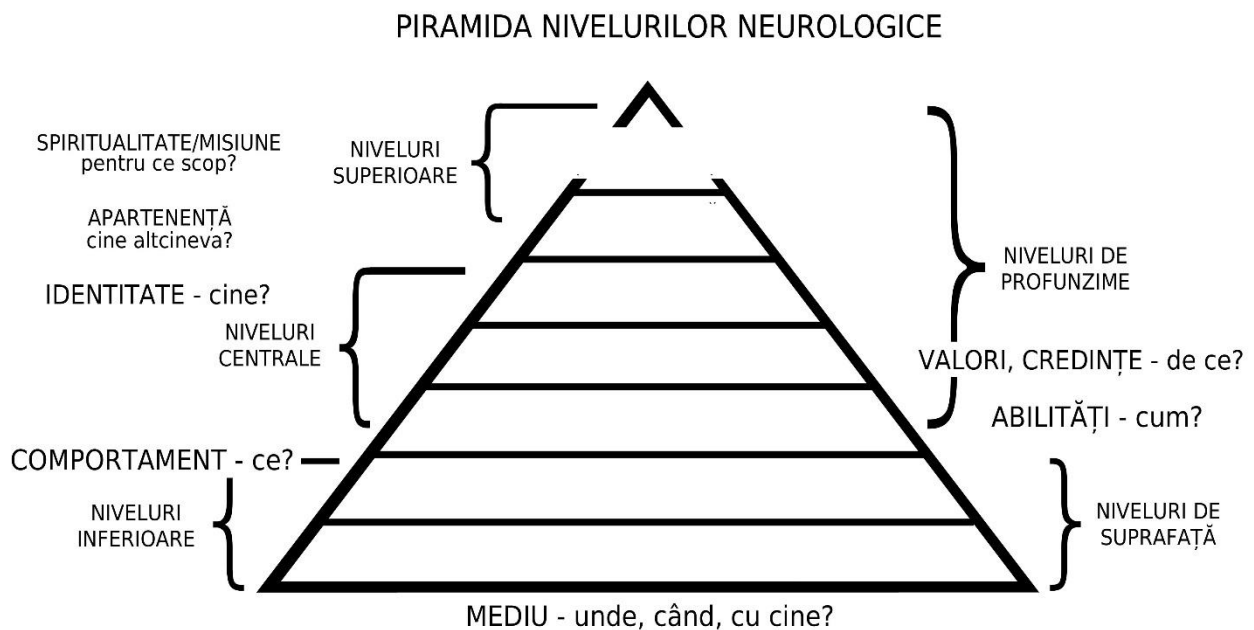 PIRAMIDA NIVELURILOR NEUROLOGICE
SPIRITUALITATE/MISIUNE
pentru ce scop?
NIVELURI
SUPERIOARE
APARTENENȚĂ
cine altcineva?
NIVELURI DE
PROFUNZIME
IDENTITATE - cine?
NIVELURI
CENTRALE
VALORI, CREDINȚE - de ce?
ABILITĂȚI - cum?
COMPORTAMENT - ce?
NIVELURI
INFERIOARE
NIVELURI DE
SUPRAFAȚĂ
MEDIU - unde, când, cu cine?